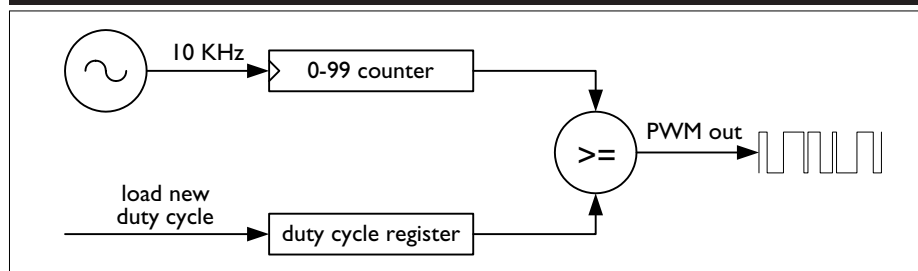 10 KHz
0-99 counter
>=
PWM out
load new
duty cycle
duty cycle register